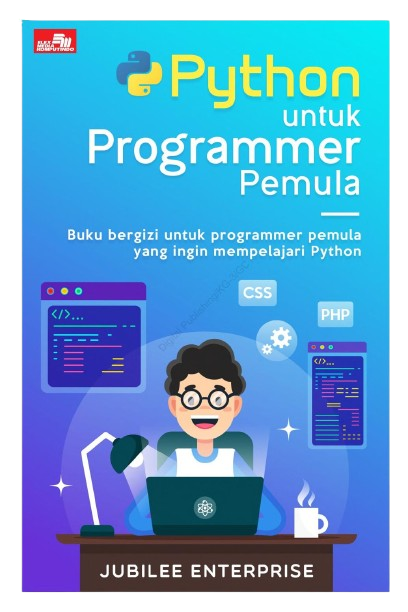 ELEX
MEDIA
KOMPUTINDO
Python
untuk
Programmer
Pemula
Buku bergizi untuk programmer pemula
yang ingin mempelajari Python
CSS
PHP
</>...
</>...
JUBILEE ENTERPRISE